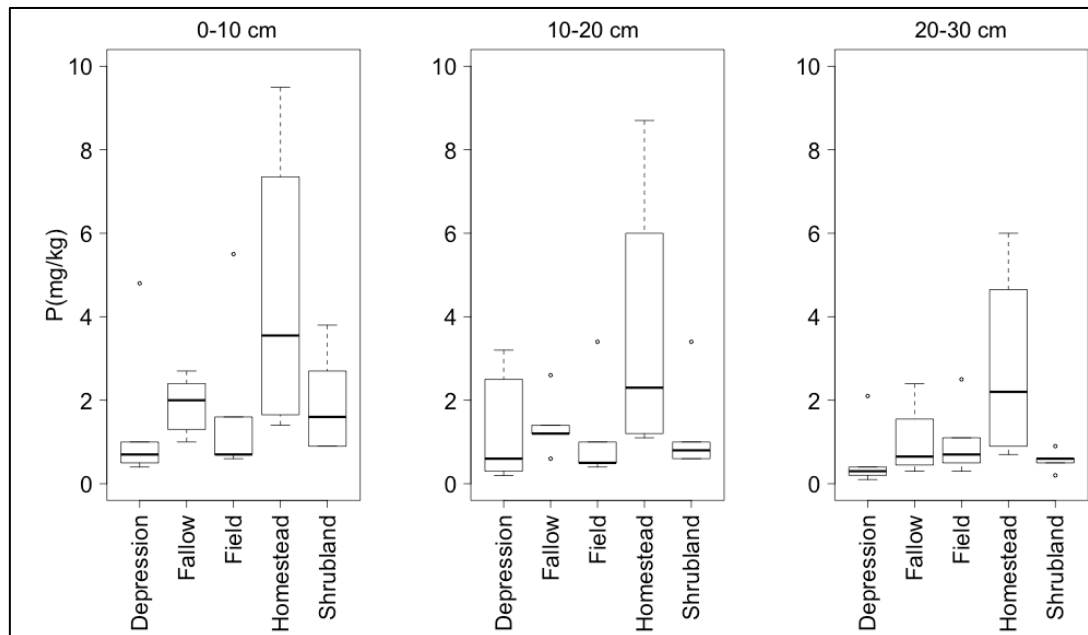 0-10 cm
10-20 cm
20-30 cm
P(mg/kg)
10
8
6
4
2
0
Depression
Fallow
Field
Homestead
Shrubland
10
8
6
4
2
0
Depression
Fallow
Field
Homestead
Shrubland
10
8
6
4
2
0
Depression
Fallow
Field
Homestead
Shrubland